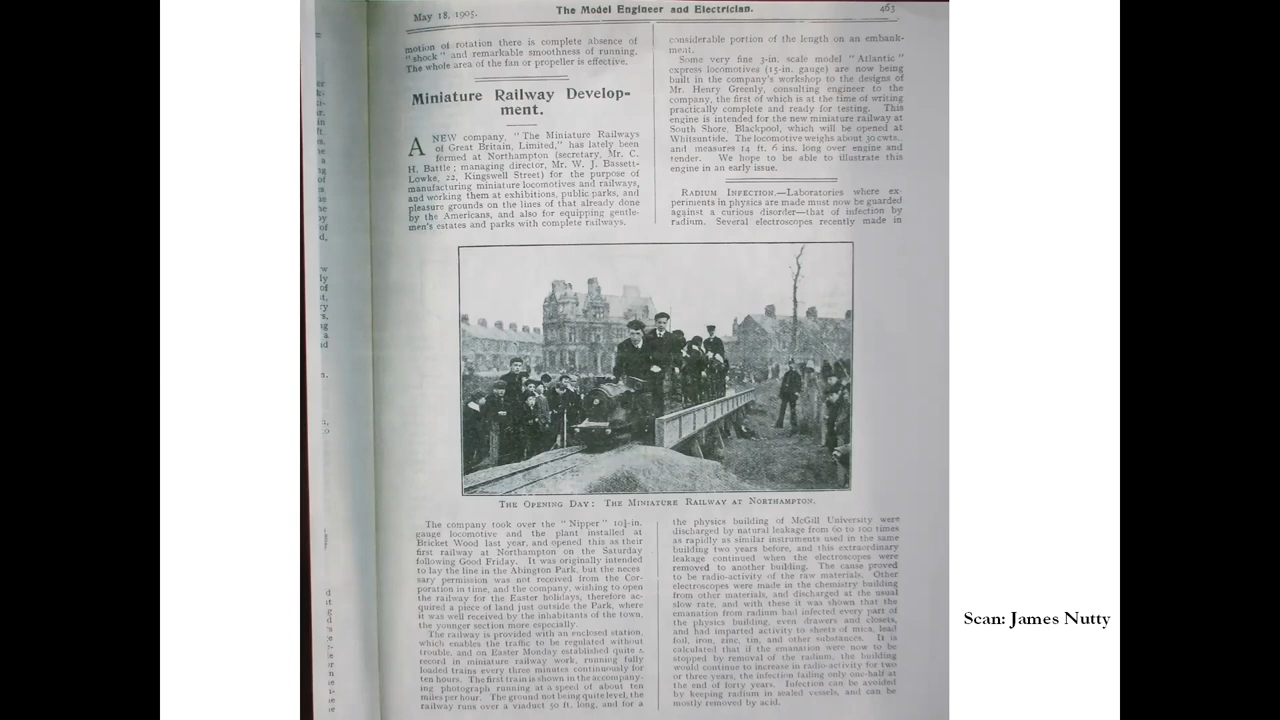 May 18, 1905.
The Model Engineer and Electrician.
463
motion of rotation there is complete absence of
"shock" and remarkable smoothness of running.
The whole area of the fan or propeller is effective.
Miniature Railway Develop-
ment.
A NEW company, "The Miniature Railways
of Great Britain, Limited," has lately been
formed at Northampton (secretary, Mr. C.
H. Battle; managing director, Mr. W. J. Bassett-
Lowke, 22, Kingswell Street) for the purpose of
manufacturing miniature locomotives and railways,
and working them at exhibitions, public parks, and
pleasure grounds on the lines of that already done
by the Americans, and also for equipping gentle-
men's estates and parks with complete railways.
considerable portion of the length on an embank-
ment.
Some very fine 3-in. scale model "Atlantic"
express locomotives (15-in. gauge) are now being
built in the company's workshop to the designs of
Mr. Henry Greenly, consulting engineer to the
company, the first of which is at the time of writing
practically complete and ready for testing. This
engine is intended for the new miniature railway at
South Shore, Blackpool, which will be opened at
Whitsuntide. The locomotive weighs about 30 cwts.,
and measures 14 ft. 6 ins. long over engine and
tender. We hope to be able to illustrate this
engine in an early issue.
RADIUM INFECTION.—Laboratories where ex-
periments in physics are made must now be guarded
against a curious disorder—that of infection by
radium. Several electroscopes recently made in
THE OPENING DAY: THE MINIATURE RAILWAY AT NORTHAMPTON.
The company took over the "Nipper" 10¼-in.
gauge locomotive and the plant installed at
Bricket Wood last year, and opened this as their
first railway at Northampton on the Saturday
following Good Friday. It was originally intended
to lay the line in the Abington Park, but the neces-
sary permission was not received from the Cor-
poration in time, and the company, wishing to open
the railway for the Easter holidays, therefore ac-
quired a piece of land just outside the Park, where
it was well received by the inhabitants of the town,
the younger section more especially.
The railway is provided with an enclosed station,
which enables the traffic to be regulated without
trouble, and on Easter Monday established quite a
record in miniature railway work, running fully
loaded trains every three minutes continuously for
ten hours. The first train is shown in the accompany-
ing photograph running at a speed of about ten
miles per hour. The ground not being quite level, the
railway runs over a viaduct 50 ft. long, and for a
the physics building of McGill University were
discharged by natural leakage from 60 to 100 times
as rapidly as similar instruments used in the same
building two years before, and this extraordinary
leakage continued when the electroscopes were
removed to another building. The cause proved
to be radio-activity of the raw materials. Other
electroscopes were made in the chemistry building
from other materials, and discharged at the usual
slow rate, and with these it was shown that the
emanation from radium had infected every part of
the physics building, even drawers and closets,
and had imparted activity to sheets of mica, lead
foil, iron, zinc, tin, and other substances. It is
calculated that if the emanation were now to be
stopped by removal of the radium, the building
would continue to increase in radio-activity for two
or three years, the infection falling only one-half at
the end of forty years. Infection can be avoided
by keeping radium in sealed vessels, and can be
mostly removed by acid.
Scan: James Nutty